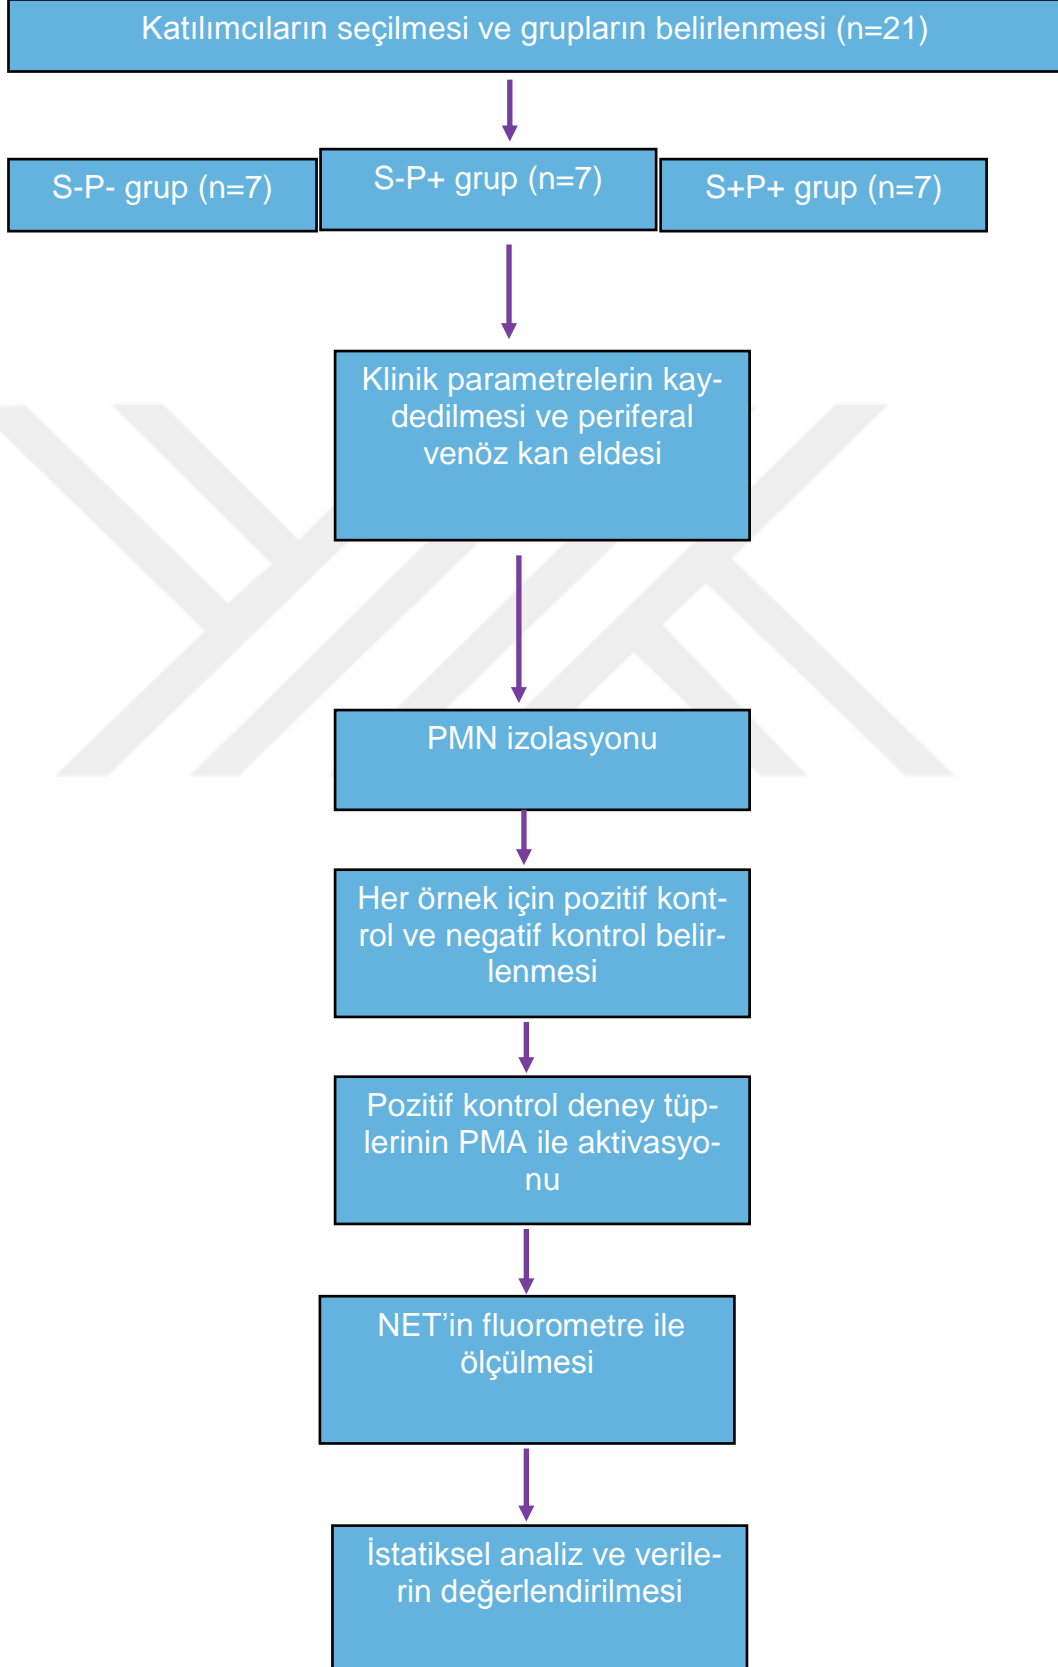 Katılımcıların seçilmesi ve grupların belirlenmesi (n=21)
S-P- grup (n=7)
S-P+ grup (n=7)
S+P+ grup (n=7)
Klinik parametrelerin kay-
dedilmesi ve periferal
venöz kan eldesi
PMN izolasyonu
Her örnek için pozitif kont-
rol ve negatif kontrol belir-
lenmesi
Pozitif kontrol deney tüp-
lerinin PMA ile aktivasyo-
nu
NET’in fluorometre ile
ölçülmesi
İstatiksel analiz ve verile-
rin değerlendirilmesi